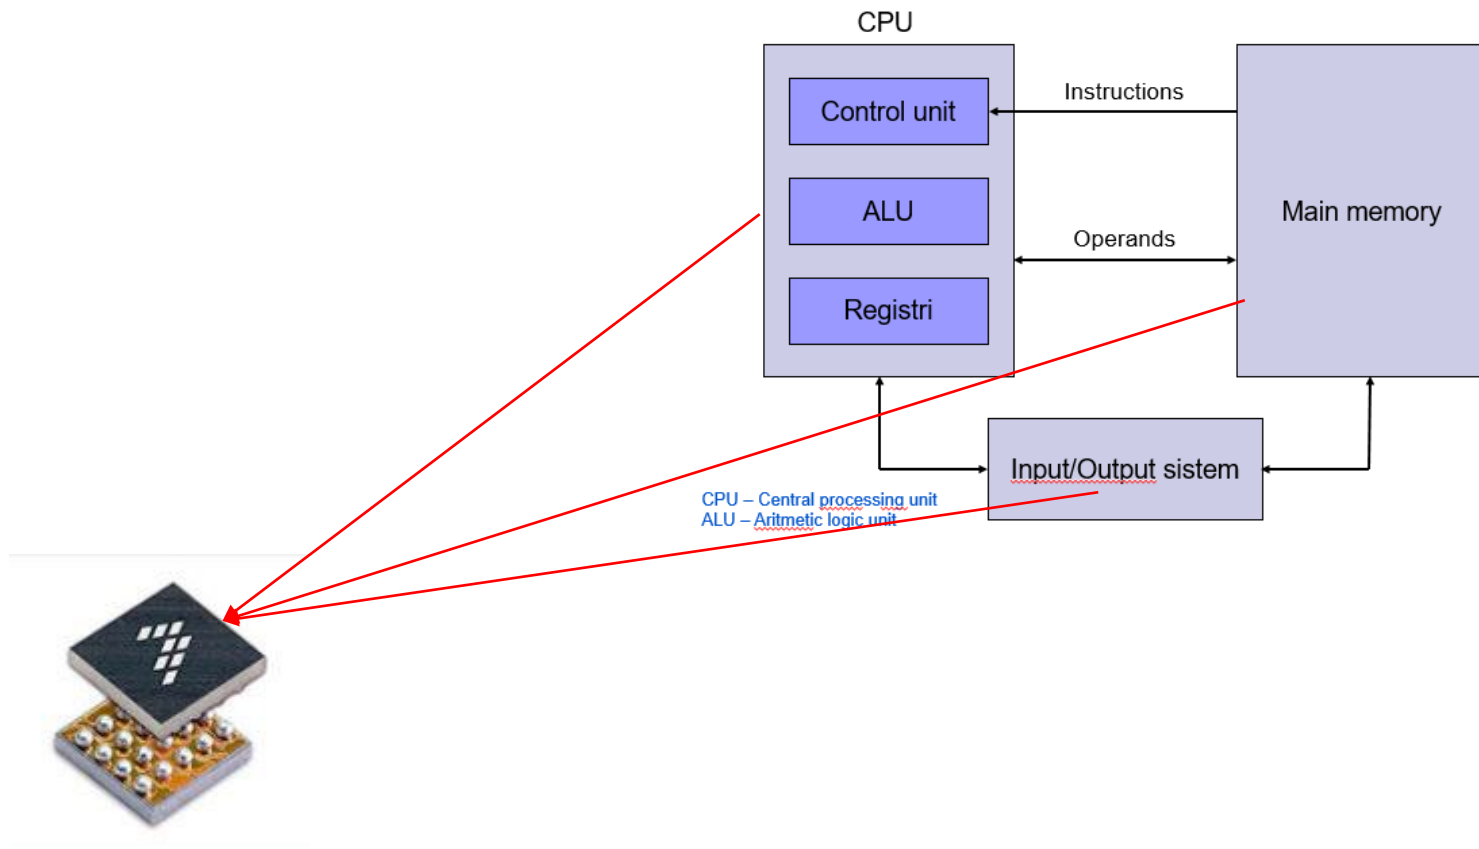 CPU
Control unit
Instructions
ALU
Main memory
Operands
Registri
Input/Output sistem
CPU – Central processing unit
ALU – Aritmetic logic unit